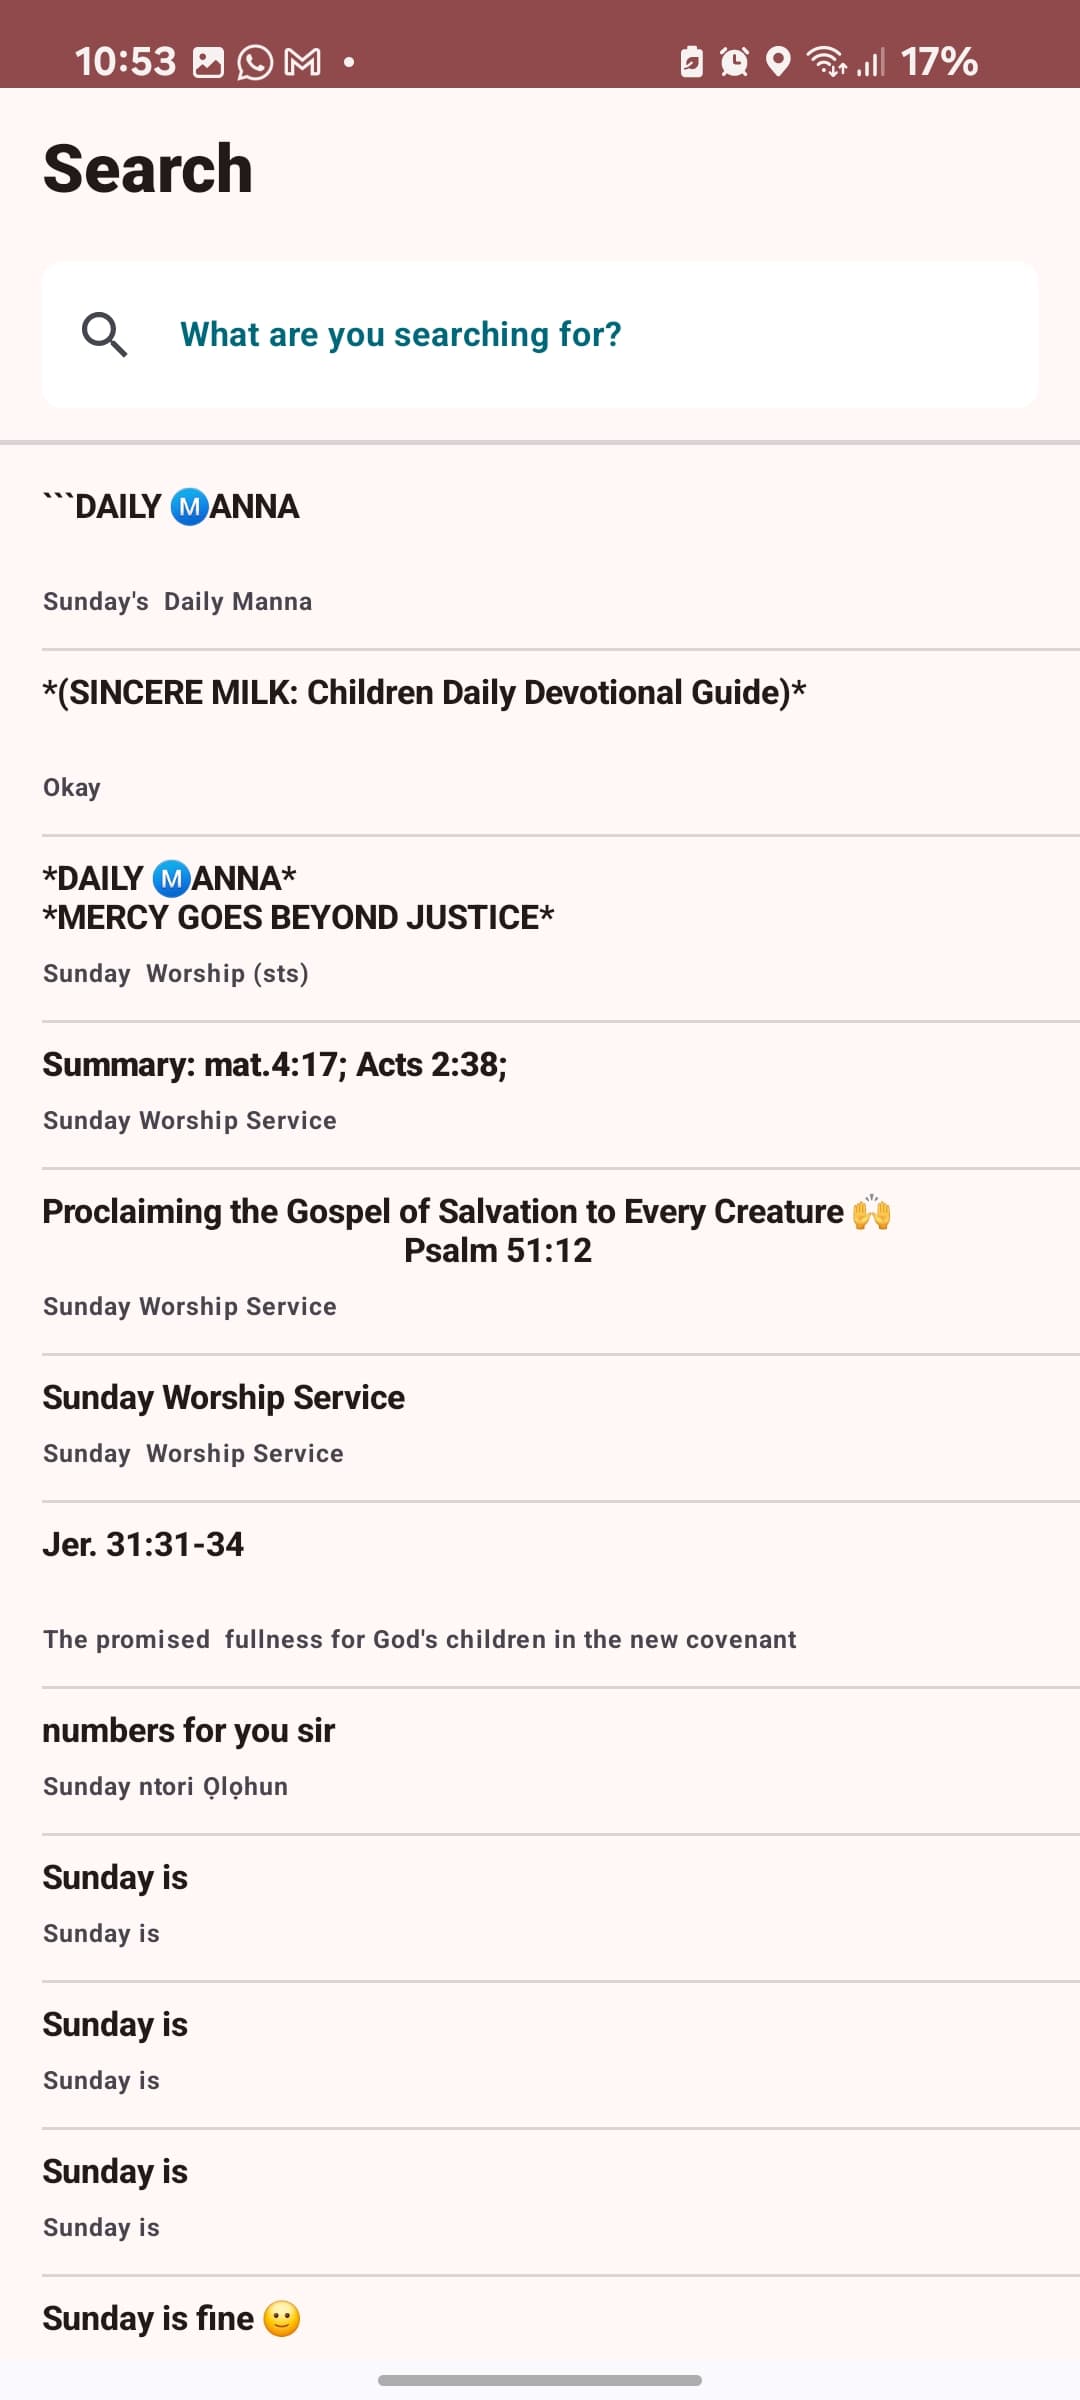 10:53
17%
Search
What are you searching for?
```DAILY Ⓜ️ANNA
Sunday's  Daily Manna
*(SINCERE MILK: Children Daily Devotional Guide)*
Okay
*DAILY Ⓜ️ANNA*
*MERCY GOES BEYOND JUSTICE*
Sunday  Worship (sts)
Summary: mat.4:17; Acts 2:38;
Sunday Worship Service
Proclaiming the Gospel of Salvation to Every Creature 🙌
Psalm 51:12
Sunday Worship Service
Sunday Worship Service
Sunday  Worship Service
Jer. 31:31-34
The promised  fullness for God's children in the new covenant
numbers for you sir
Sunday ntori Ọlọhun
Sunday is
Sunday is
Sunday is
Sunday is
Sunday is
Sunday is
Sunday is fine 🙂